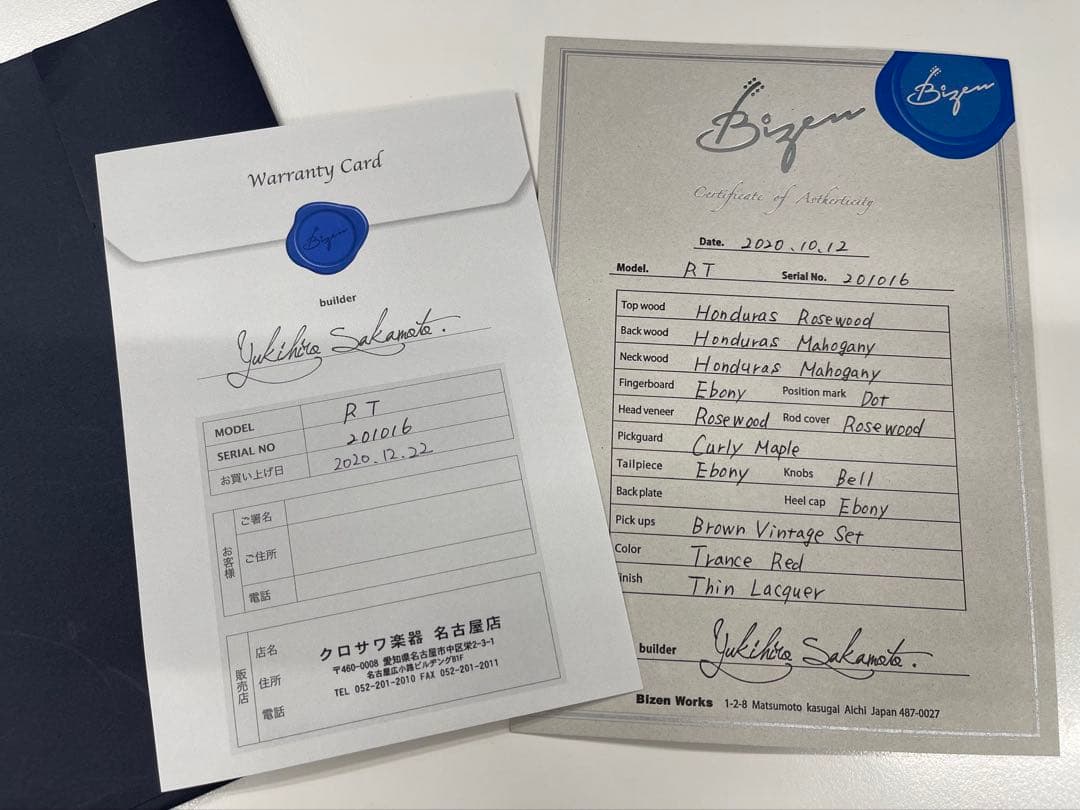 Warranty Card
Bizen
builder
Yukihiro Sakamoto.
MODEL RT
SERIAL NO 201016
お買い上げ日 2020.12.22
お客様
ご署名
ご住所
電話
販売店
店名 クロサワ楽器 名古屋店
住所 〒460-0008 愛知県名古屋市中区栄2-3-1
名古屋広小路ビルヂングB1F
電話 TEL 052-201-2010 FAX 052-201-2011
Bizen
Bizen
Certificate of Avtherticity
Date. 2020.10.12
Model. RT Serial No. 201016
Top wood Honduras Rosewood
Back wood Honduras Mahogany
Neck wood Honduras Mahogany
Fingerboard Ebony Position mark Dot
Head veneer Rosewood Rod cover Rosewood
Pickguard Curly Maple
Tailpiece Ebony Knobs Bell
Back plate Heel cap Ebony
Pick ups Brown Vintage Set
Color Trance Red
inish Thin Lacquer
builder Yukihiro Sakamoto.
Bizen Works 1-2-8 Matsumoto kasugai Aichi Japan 487-0027